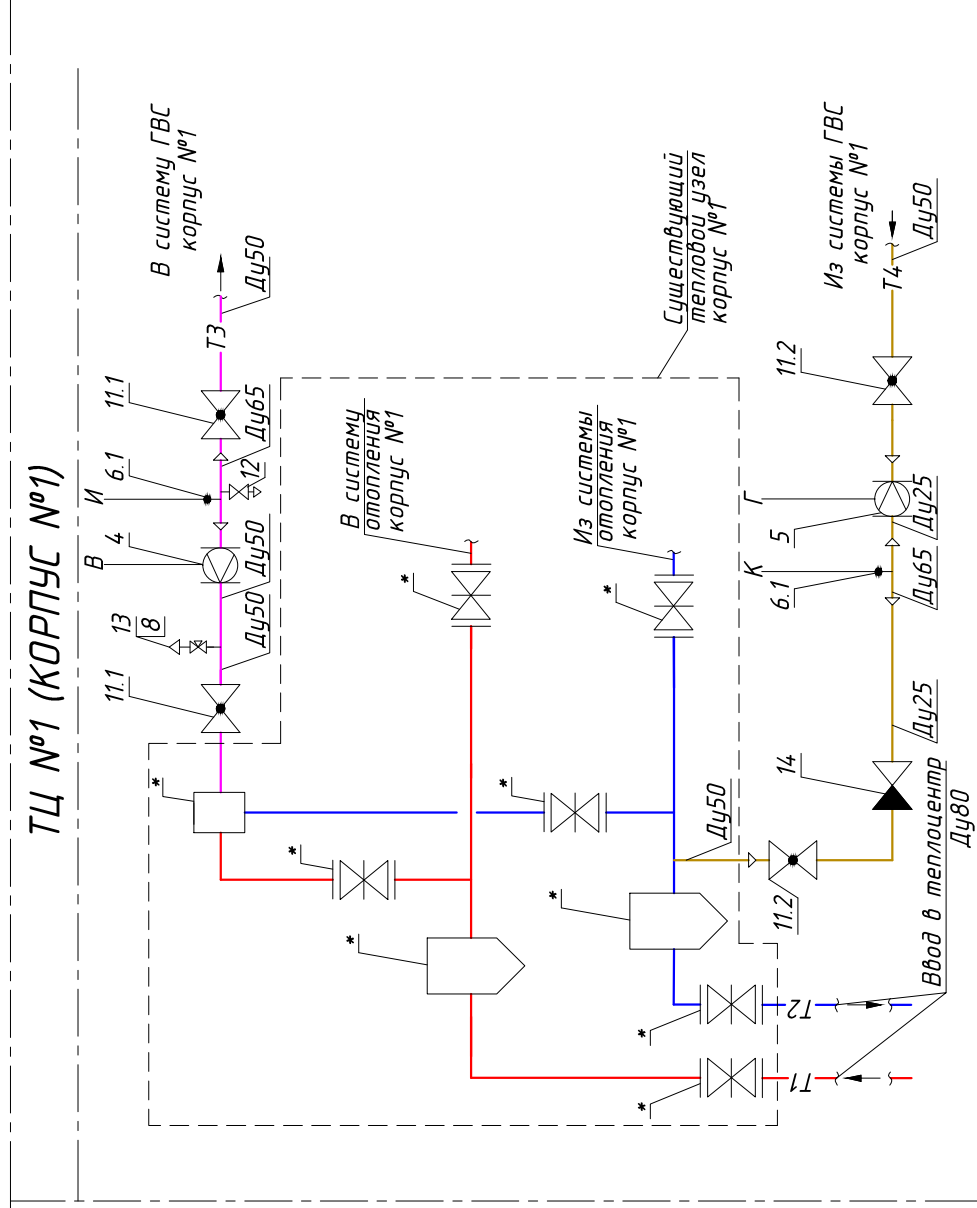 ТЦ №1 (КОРПУС №1)
В систему ГВС
корпус №1
Т3
Ду50
11.1
Ду65
И
6.1
12
В
4
Ду50
13
8
Ду50
11.1
*
*
*
*
*
В систему
отопления
корпус №1
*
Из системы
отопления
корпус №1
Существующий
тепловой узел
корпус №1
*
Ду50
*
Т2
*
Т1
Из системы ГВС
корпус №1
Т4
Ду50
11.2
Г
5
Ду25
К
6.1
Ду65
Ду25
14
11.2
Ввод в теплоцентр
Ду80